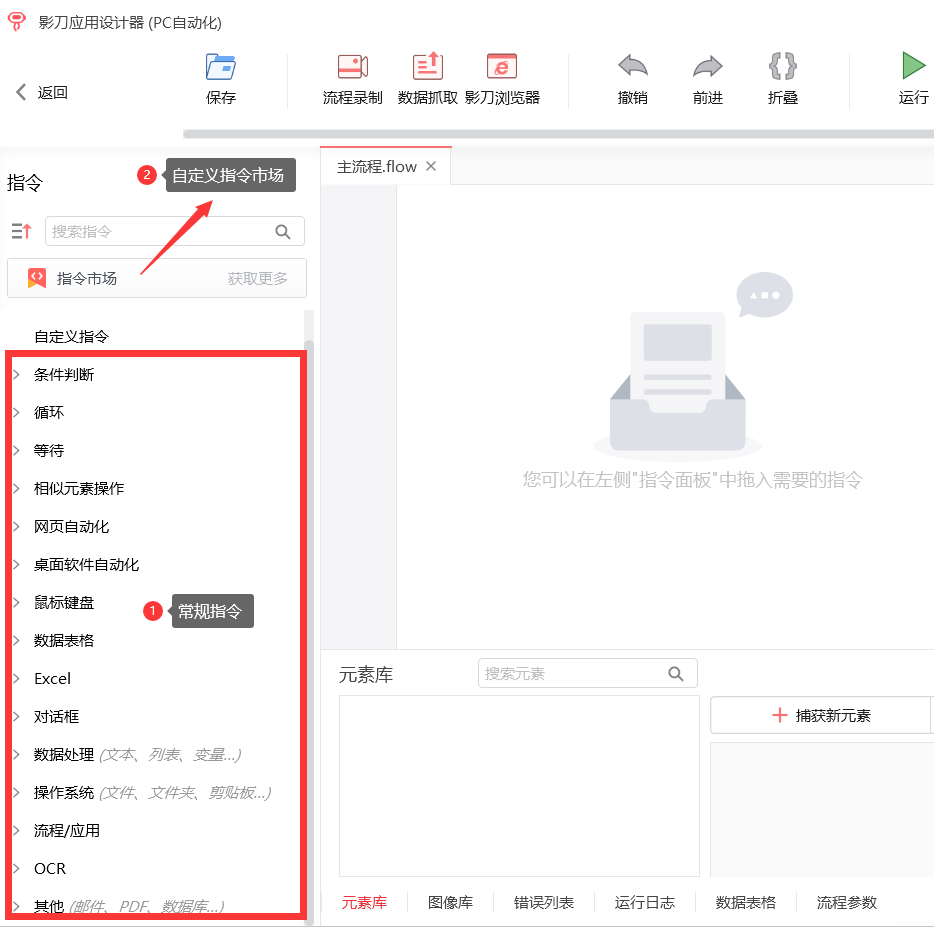 影刀应用设计器 (PC自动化)
返回
保存
流程录制
数据抓取
影刀浏览器
撤销
前进
折叠
运行
指令
2
自定义指令市场
搜索指令
指令市场
获取更多
自定义指令
条件判断
循环
等待
相似元素操作
网页自动化
桌面软件自动化
鼠标键盘
1
常规指令
数据表格
Excel
对话框
数据处理 (文本、列表、变量...)
操作系统 (文件、文件夹、剪贴板...)
流程/应用
OCR
其他 (邮件、PDF、数据库...)
主流程.flow
您可以在左侧"指令面板"中拖入需要的指令
元素库
搜索元素
捕获新元素
元素库
图像库
错误列表
运行日志
数据表格
流程参数